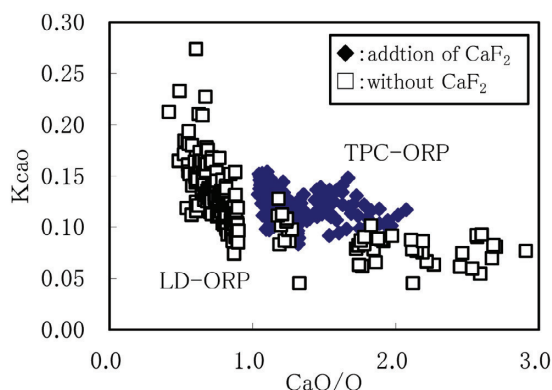 0.30
◆:addtion of CaF₂
□:without CaF₂
0.25
0.20
TPC-ORP
Kcao
0.15
0.10
LD-ORP
0.05
0.00
0.0 1.0 2.0 3.0
CaO/O